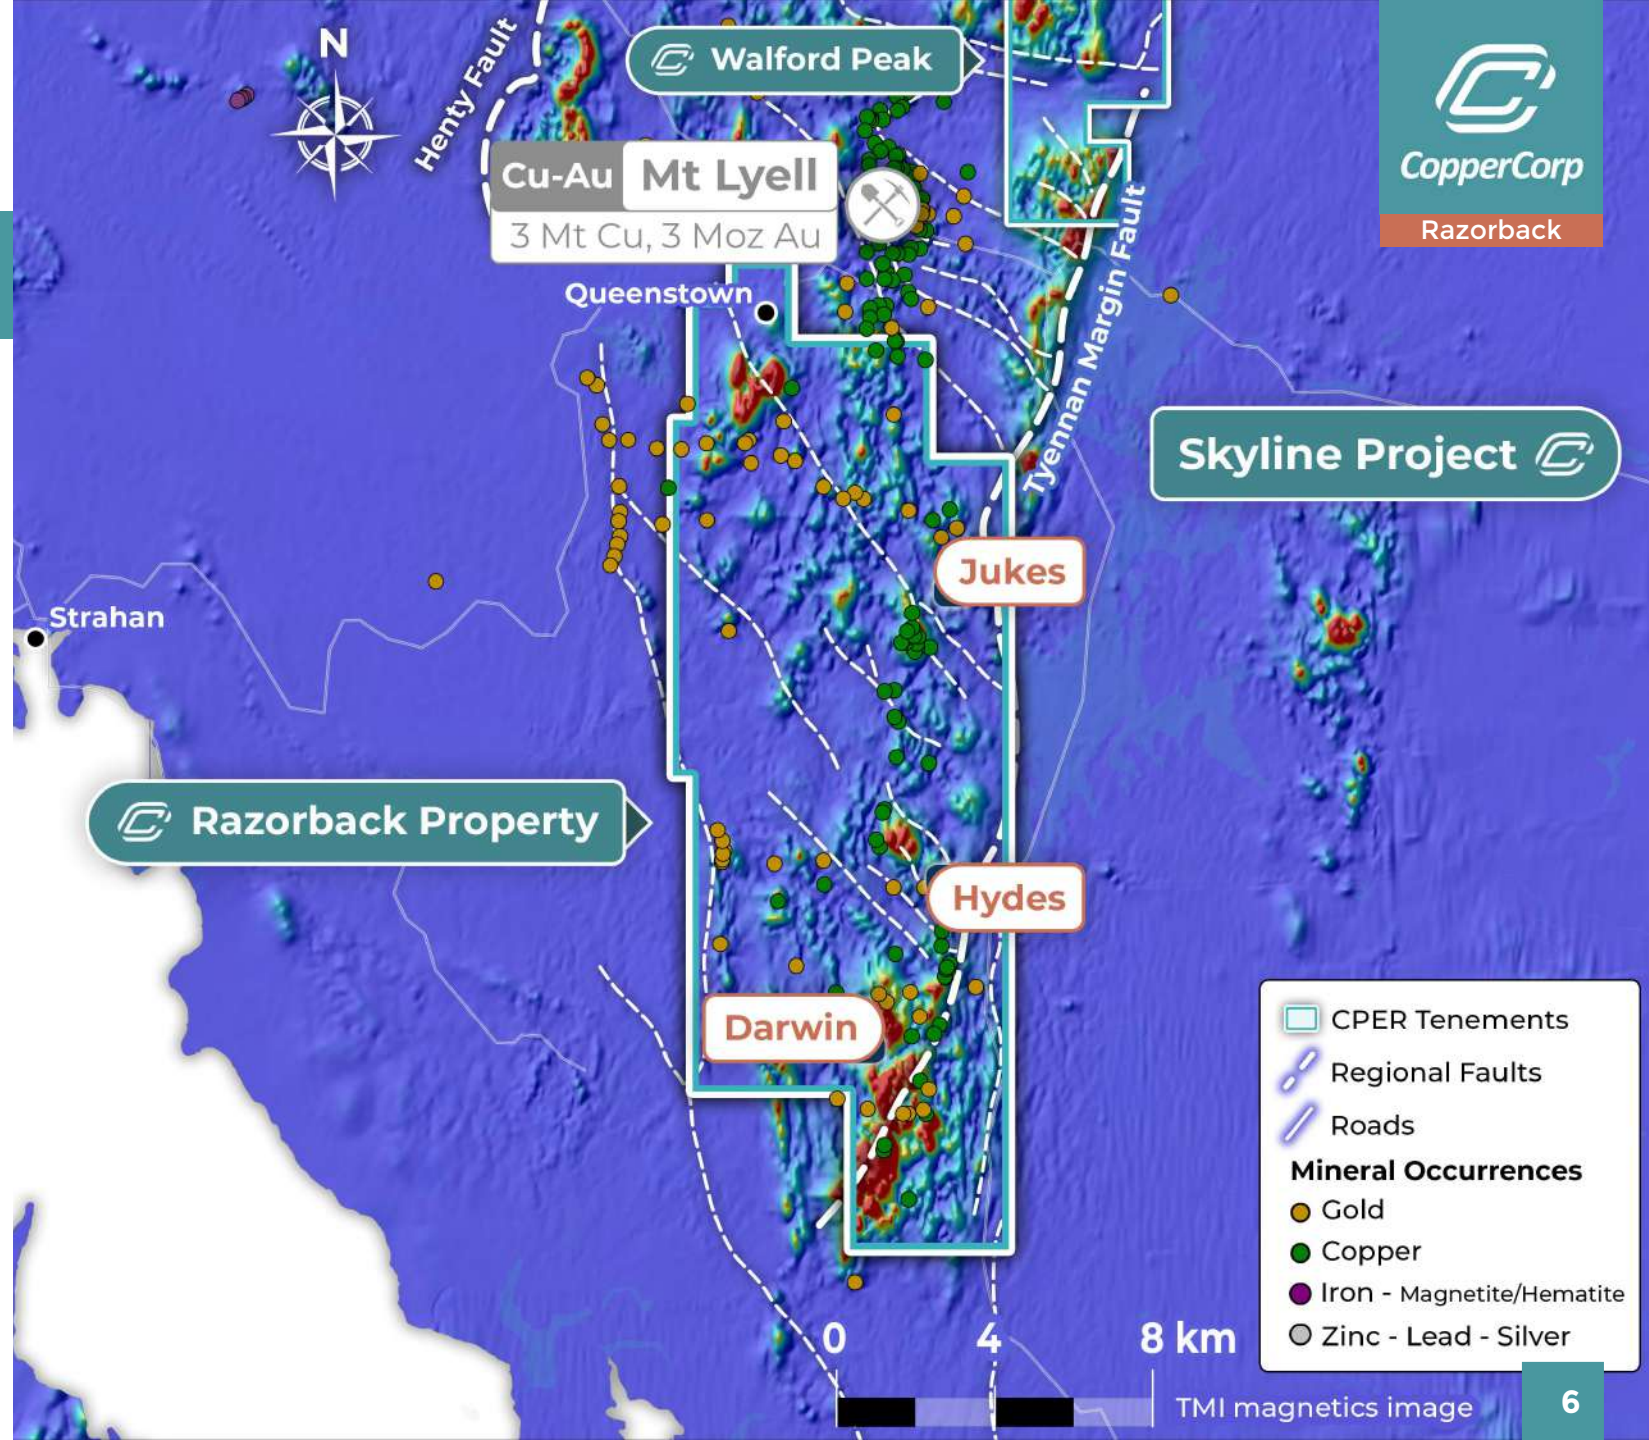 N
Henty Fault
Walford Peak
CopperCorp
Razorback
Cu-Au Mt Lyell
3 Mt Cu, 3 Moz Au
Queenstown
Tyennan Margin Fault
Skyline Project
Jukes
Strahan
Razorback Property
Hydes
Darwin
CPER Tenements
Regional Faults
Roads
Mineral Occurrences
Gold
Copper
Iron - Magnetite/Hematite
Zinc - Lead - Silver
0 4 8 km
TMI magnetics image
6